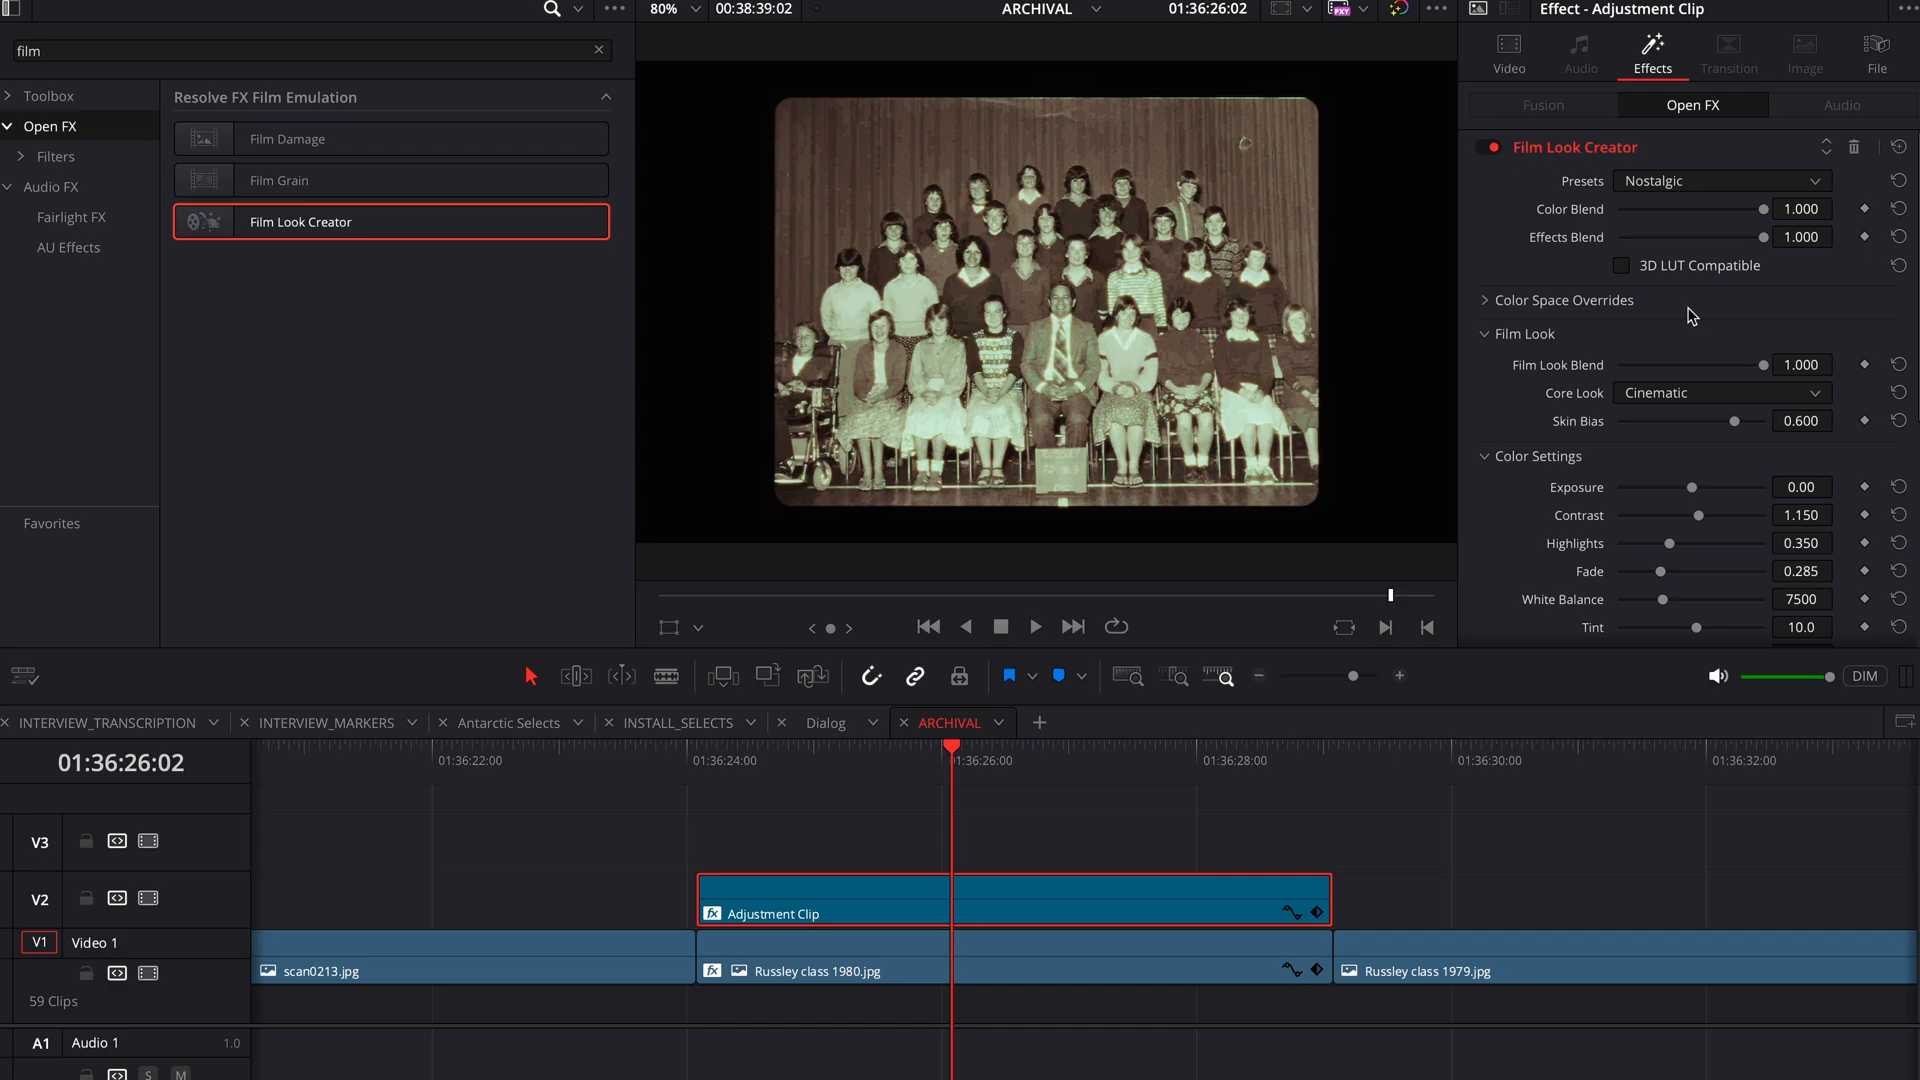 80%
00:38:39:02
ARCHIVAL
01:36:26:02
PXY
Effect - Adjustment Clip
film
Video
Audio
Effects
Transition
Image
File
Toolbox
Open FX
Filters
Audio FX
Fairlight FX
AU Effects
Favorites
Resolve FX Film Emulation
Film Damage
Film Grain
Film Look Creator
Fusion
Open FX
Audio
Film Look Creator
Presets
Nostalgic
Color Blend
1.000
Effects Blend
1.000
3D LUT Compatible
Color Space Overrides
Film Look
Film Look Blend
1.000
Core Look
Cinematic
Skin Bias
0.600
Color Settings
Exposure
0.00
Contrast
1.150
Highlights
0.350
Fade
0.285
White Balance
7500
Tint
10.0
DIM
INTERVIEW_TRANSCRIPTION
INTERVIEW_MARKERS
Antarctic Selects
INSTALL_SELECTS
Dialog
ARCHIVAL
01:36:26:02
01:36:22:00
01:36:24:00
01:36:26:00
01:36:28:00
01:36:30:00
01:36:32:00
V3
V2
fx Adjustment Clip
V1
Video 1
59 Clips
scan0213.jpg
fx Russley class 1980.jpg
Russley class 1979.jpg
A1
Audio 1
1.0
S
M